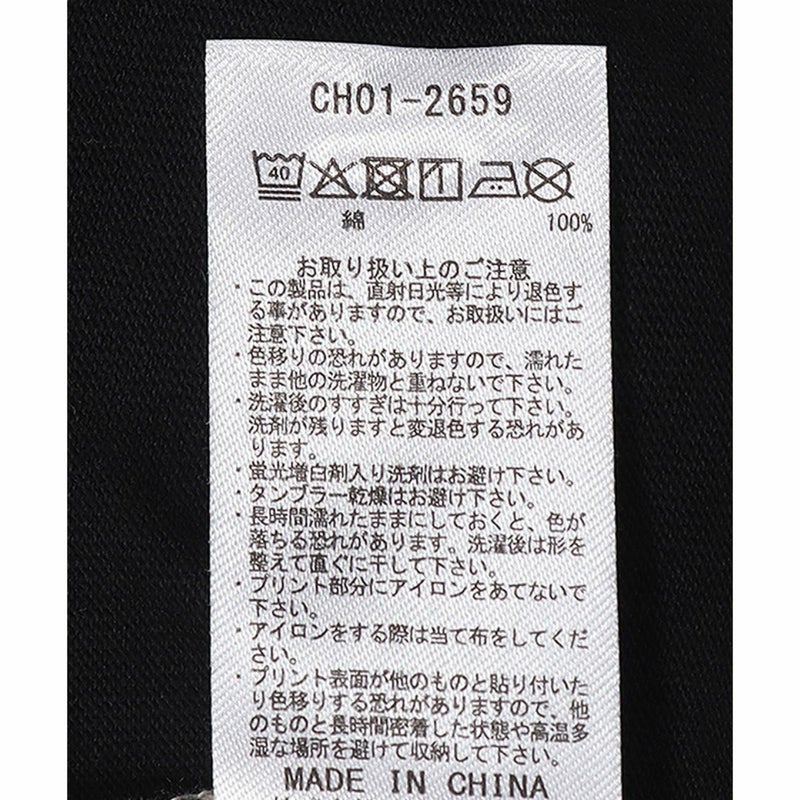 CH01-2659
40
綿 100%
お取り扱い上のご注意
・この製品は、直射日光等により退色す
る事がありますので、お取扱いにはご
注意下さい。
・色移りの恐れがありますので、濡れた
まま他の洗濯物と重ねないで下さい。
・洗濯後のすすぎは十分行って下さい。
洗剤が残りますと変退色する恐れがあ
ります。
・蛍光増白剤入り洗剤はお避け下さい。
・タンブラー乾燥はお避け下さい。
・長時間濡れたままにしておくと、色が
落ちる恐れがあります。洗濯後は形を
整えて直ぐに干して下さい。
・プリント部分にアイロンをあてないで
下さい。
・アイロンをする際は当て布をしてくだ
さい。
・プリント表面が他のものと貼り付いた
り色移りする恐れがありますので、他
のものと長時間密着した状態や高温多
湿な場所を避けて収納して下さい。
MADE IN CHINA